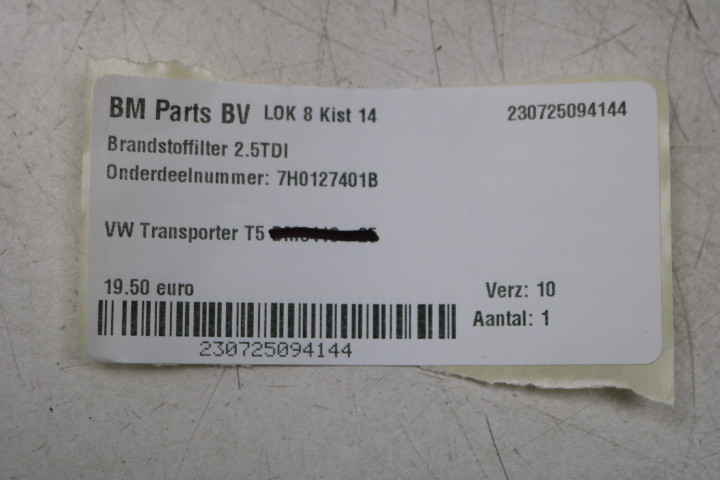 BM Parts BV LOK 8 Kist 14 230725094144
Brandstoffilter 2.5TDI
Onderdeelnummer: 7H0127401B
VW Transporter T5
19.50 euro Verz: 10
Aantal: 1
230725094144